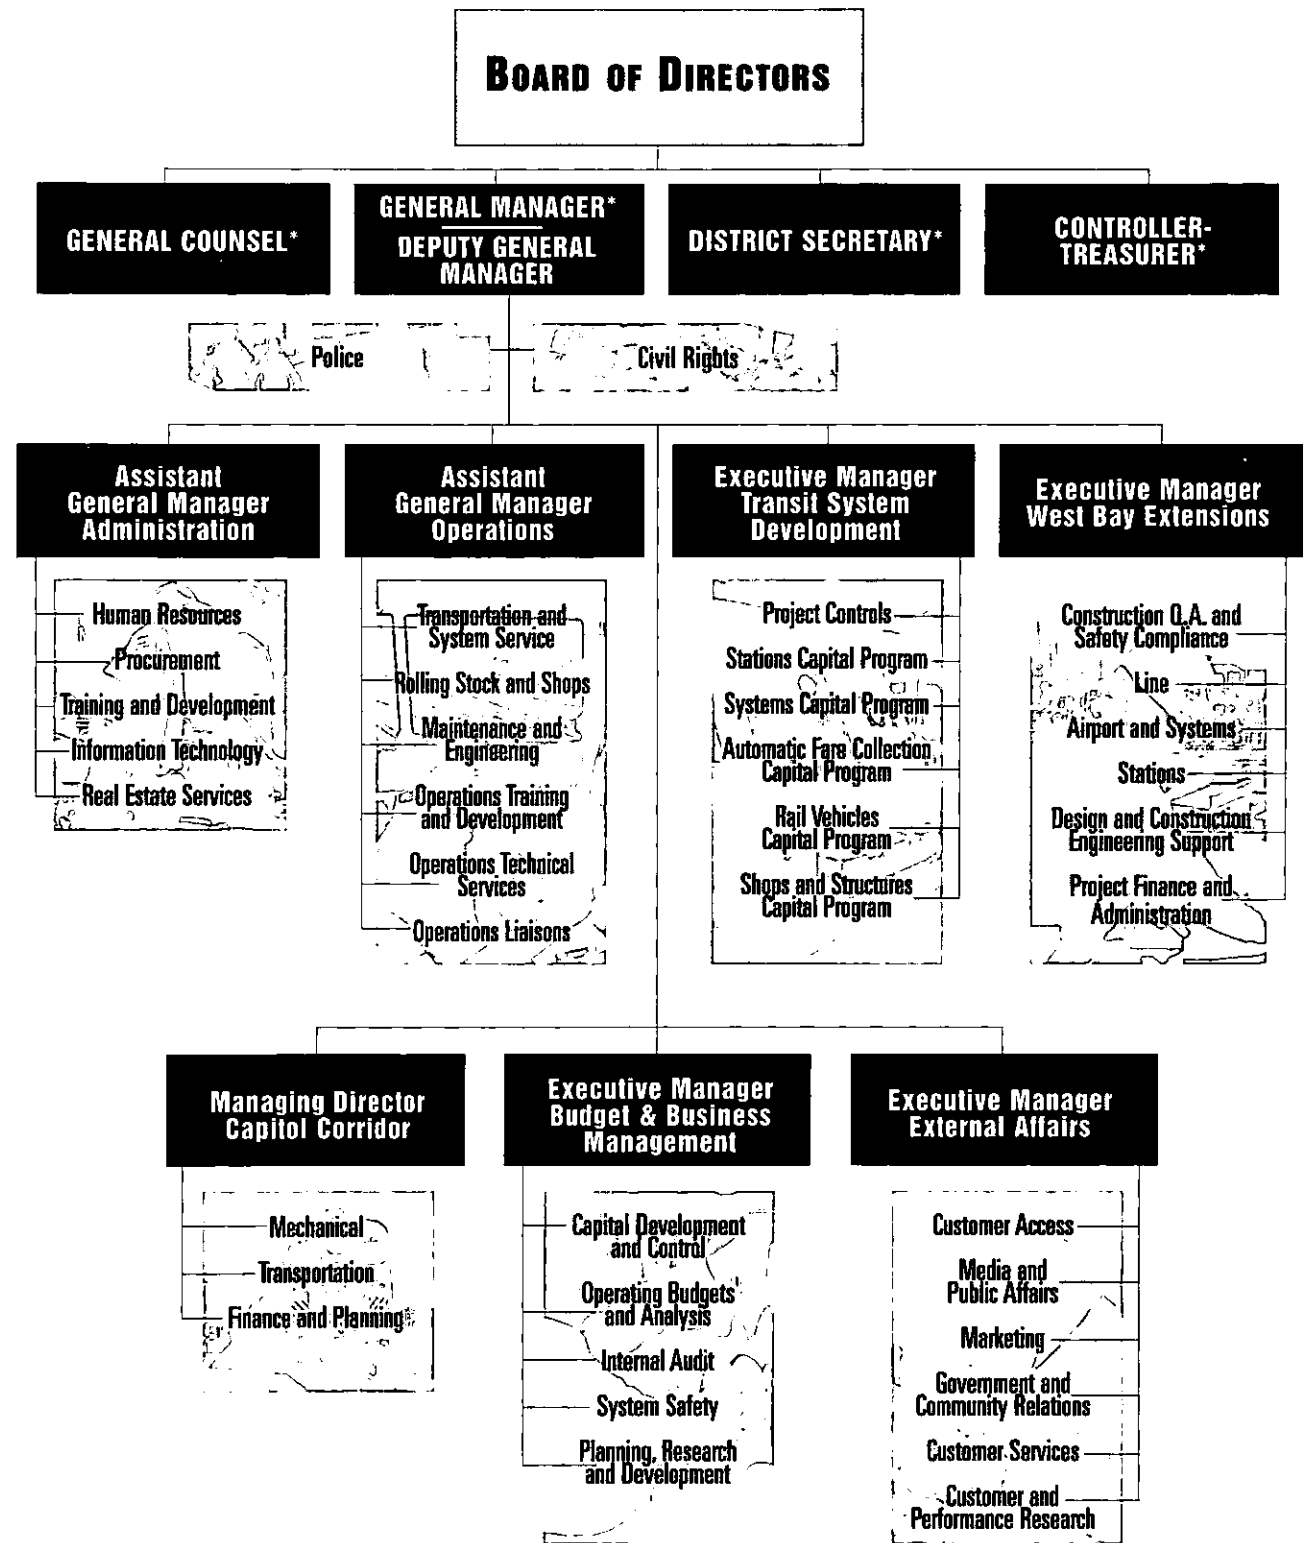 BOARD OF DIRECTORS
GENERAL COUNSEL*
GENERAL MANAGER*
DEPUTY GENERAL
MANAGER
DISTRICT SECRETARY*
CONTROLLER-
TREASURER*
Police
Civil Rights
Assistant
General Manager
Administration
Assistant
General Manager
Operations
Executive Manager
Transit System
Development
Executive Manager
West Bay Extensions
Human Resources
Procurement
Training and Development
Information Technology
Real Estate Services
Transportation and
System Service
Rolling Stock and Shops
Maintenance and
Engineering
Operations Training
and Development
Operations Technical
Services
Operations Liaisons
Project Controls
Stations Capital Program
Systems Capital Program
Automatic Fare Collection
Capital Program
Rail Vehicles
Capital Program
Shops and Structures
Capital Program
Construction Q.A. and
Safety Compliance
Line
Airport and Systems
Stations
Design and Construction
Engineering Support
Project Finance and
Administration
Managing Director
Capitol Corridor
Executive Manager
Budget & Business
Management
Executive Manager
External Affairs
Mechanical
Transportation
Finance and Planning
Capital Development
and Control
Operating Budgets
and Analysis
Internal Audit
System Safety
Planning, Research
and Development
Customer Access
Media and
Public Affairs
Marketing
Government and
Community Relations
Customer Services
Customer and
Performance Research